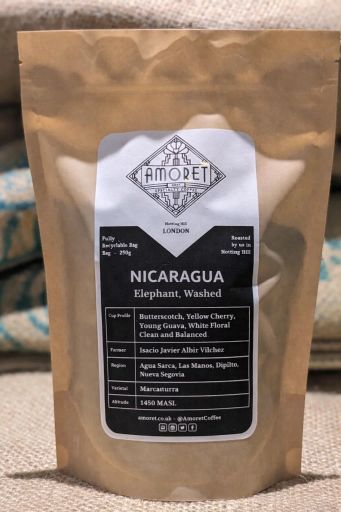 AMORET
SPECIALTY COFFEE
Notting Hill
LONDON
Fully
Recyclable Bag
Bag - 250g
Roasted
by us in
Notting Hill
NICARAGUA
Elephant, Washed
Cup Profile
Butterscotch, Yellow Cherry,
Young Guava, White Floral
Clean and Balanced
Farmer
Isacio Javier Albir Vilchez
Region
Agua Sarca, Las Manos, Dipilto,
Nueva Segovia
Varietal
Marcaturra
Altitude
1450 MASL
amoret.co.uk - @AmoretCoffee